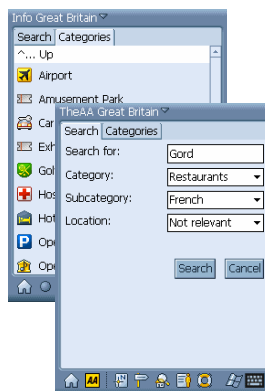 Info Great Britain
Search Categories
^... Up
Airport
Amusement Park
Car
Exh
Gol
Hos
Hot
P Ope
Ope
TheAA Great Britain
Search Categories
Search for: Gord
Category: Restaurants
Subcategory: French
Location: Not relevant
Search Cancel
AA